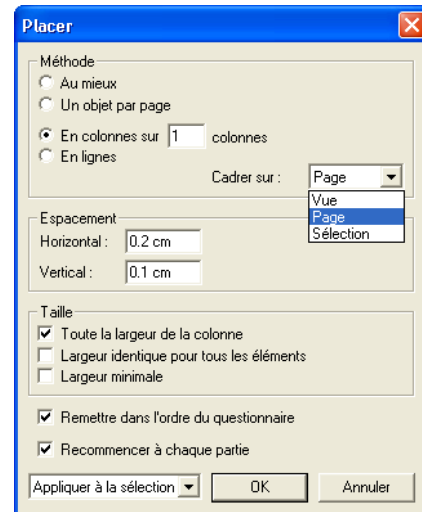 Placer
Méthode
Au mieux
Un objet par page
En colonnes sur 1 colonnes
En lignes
Cadrer sur : Page
Vue
Page
Sélection
Espacement
Horizontal : 0.2 cm
Vertical : 0.1 cm
Taille
Toute la largeur de la colonne
Largeur identique pour tous les éléments
Largeur minimale
Remettre dans l'ordre du questionnaire
Recommencer à chaque partie
Appliquer à la sélection OK Annuler